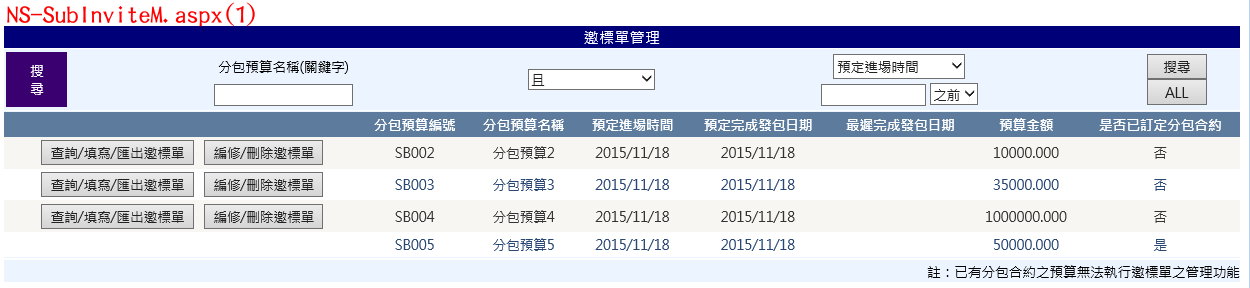 NS-SubInviteM.aspx(1)
邀標單管理
搜尋 分包預算名稱(關鍵字) 且 預定進場時間 之前 搜尋 ALL
分包預算編號 分包預算名稱 預定進場時間 預定完成發包日期 最遲完成發包日期 預算金額 是否已訂定分包合約
查詢/填寫/匯出邀標單 編修/刪除邀標單 SB002 分包預算2 2015/11/18 2015/11/18 10000.000 否
查詢/填寫/匯出邀標單 編修/刪除邀標單 SB003 分包預算3 2015/11/18 2015/11/18 35000.000 否
查詢/填寫/匯出邀標單 編修/刪除邀標單 SB004 分包預算4 2015/11/18 2015/11/18 1000000.000 否
SB005 分包預算5 2015/11/18 2015/11/18 50000.000 是
註：已有分包合約之預算無法執行邀標單之管理功能